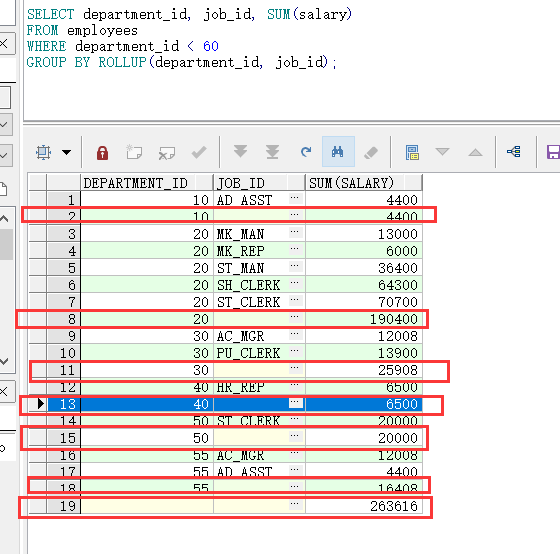 SELECT department_id, job_id, SUM(salary)
FROM employees
WHERE department_id < 60
GROUP BY ROLLUP(department_id, job_id);
DEPARTMENT_ID JOB_ID SUM(SALARY)
1 10 AD_ASST ... 4400
2 10 ... 4400
3 20 MK_MAN ... 13000
4 20 MK_REP ... 6000
5 20 ST_MAN ... 36400
6 20 SH_CLERK ... 64300
7 20 ST_CLERK ... 70700
8 20 ... 190400
9 30 AC_MGR ... 12008
10 30 PU_CLERK ... 13900
11 30 ... 25908
12 40 HR_REP ... 6500
13 40 ... 6500
14 50 ST_CLERK ... 20000
15 50 ... 20000
16 55 AC_MGR ... 12008
17 55 AD_ASST ... 4400
18 55 ... 16408
19 ... 263616